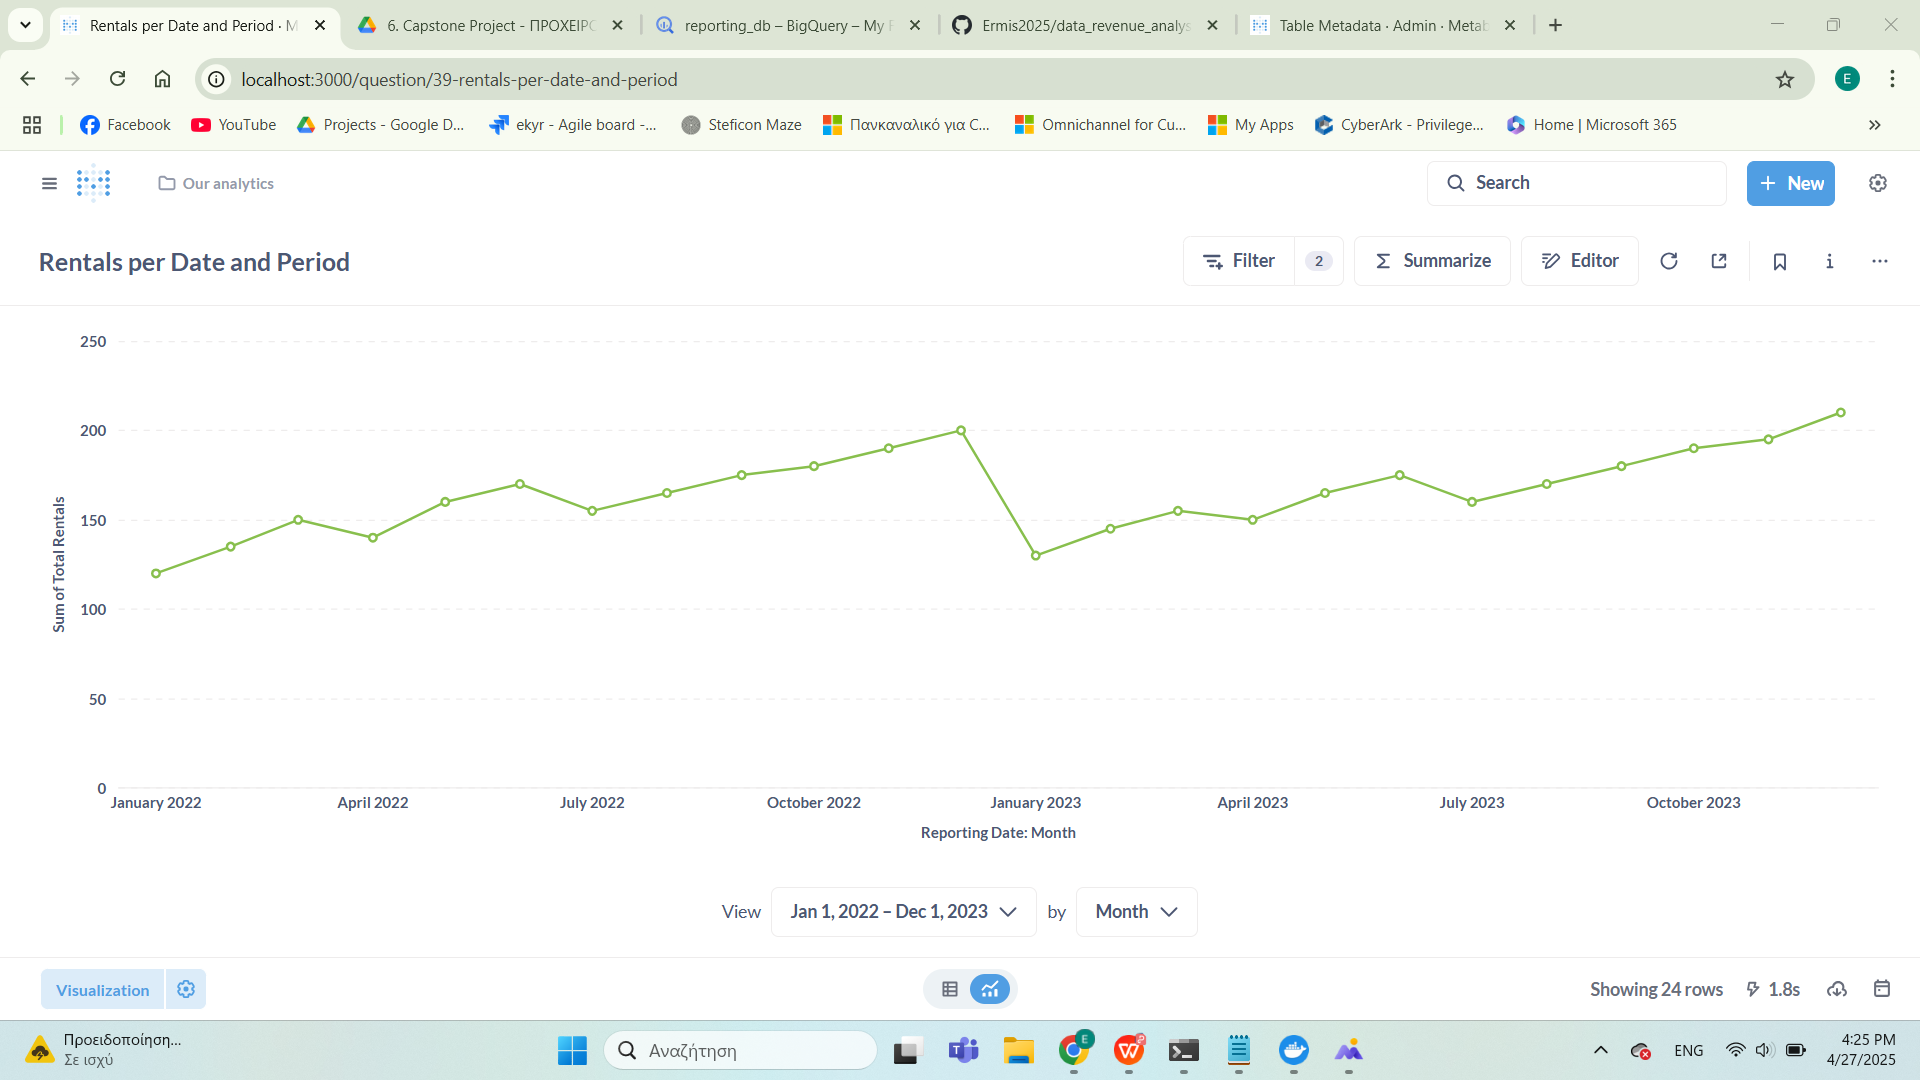 Rentals per Date and Period · M
6. Capstone Project - ΠΡΟΧΕΙΡΟ
reporting_db – BigQuery – My P
Ermis2025/data_revenue_analys
Table Metadata · Admin · Metab
localhost:3000/question/39-rentals-per-date-and-period
E
Facebook
YouTube
Projects - Google D...
ekyr - Agile board -...
Steficon Maze
Πανκαναλικό για C...
Omnichannel for Cu...
My Apps
CyberArk - Privilege...
Home | Microsoft 365
Our analytics
Search
New
Rentals per Date and Period
Filter
2
Summarize
Editor
250
200
150
100
50
0
Sum of Total Rentals
January 2022
April 2022
July 2022
October 2022
January 2023
April 2023
July 2023
October 2023
Reporting Date: Month
View
Jan 1, 2022 – Dec 1, 2023
by
Month
Visualization
Showing 24 rows
1.8s
Προειδοποίηση...
Σε ισχύ
Αναζήτηση
ENG
4:25 PM
4/27/2025